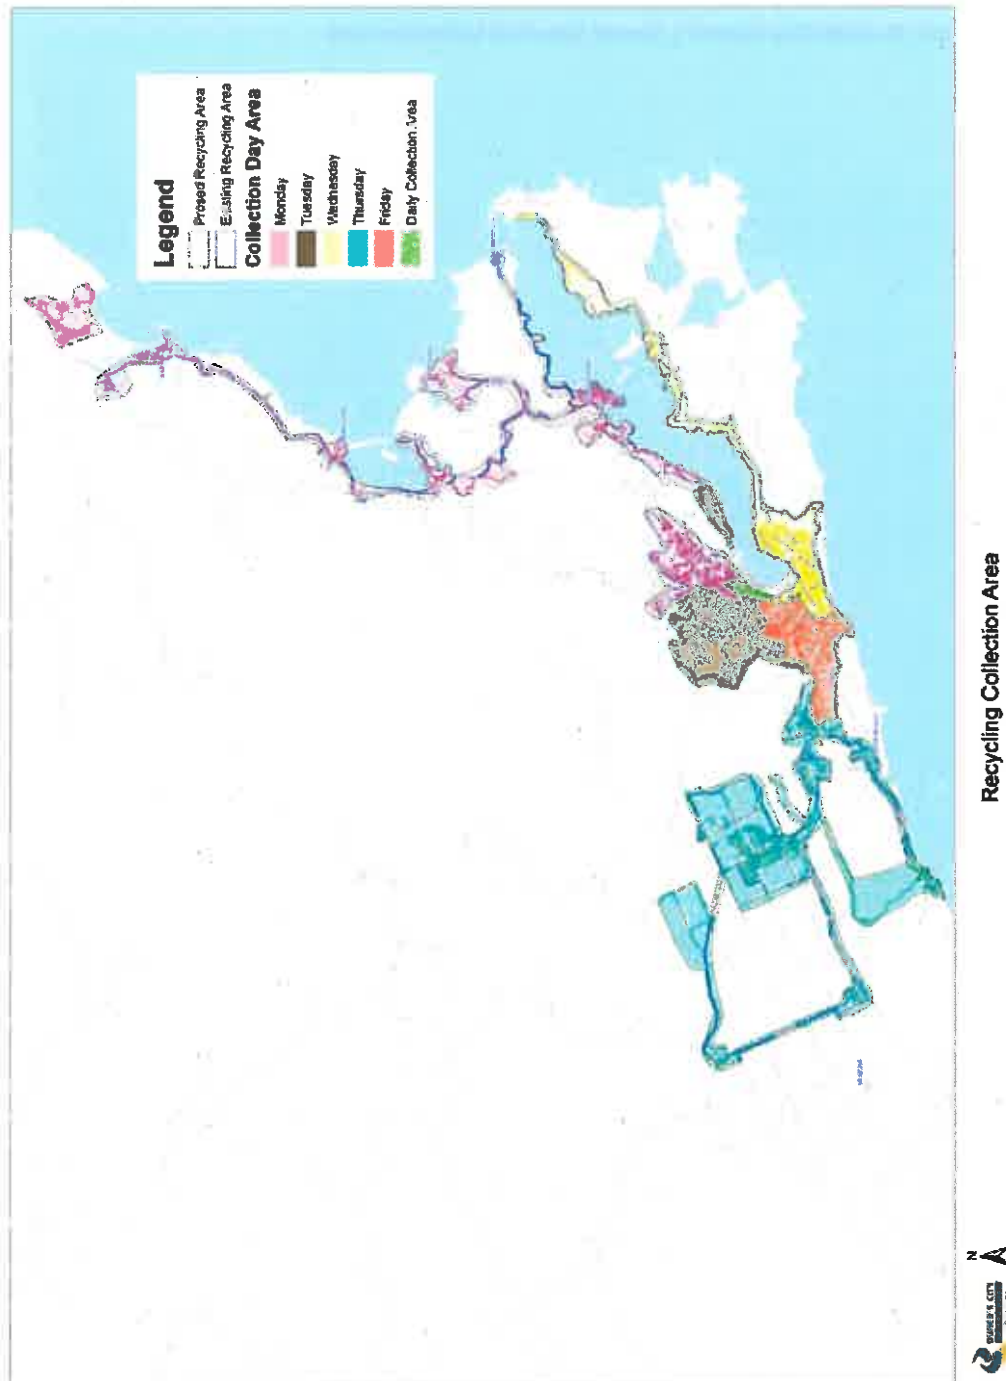 Legend
Prosed Recycling Area
Existing Recycling Area
Collection Day Area
Monday
Tuesday
Wednesday
Thursday
Friday
Daily Collection Area
Recycling Collection Area
N